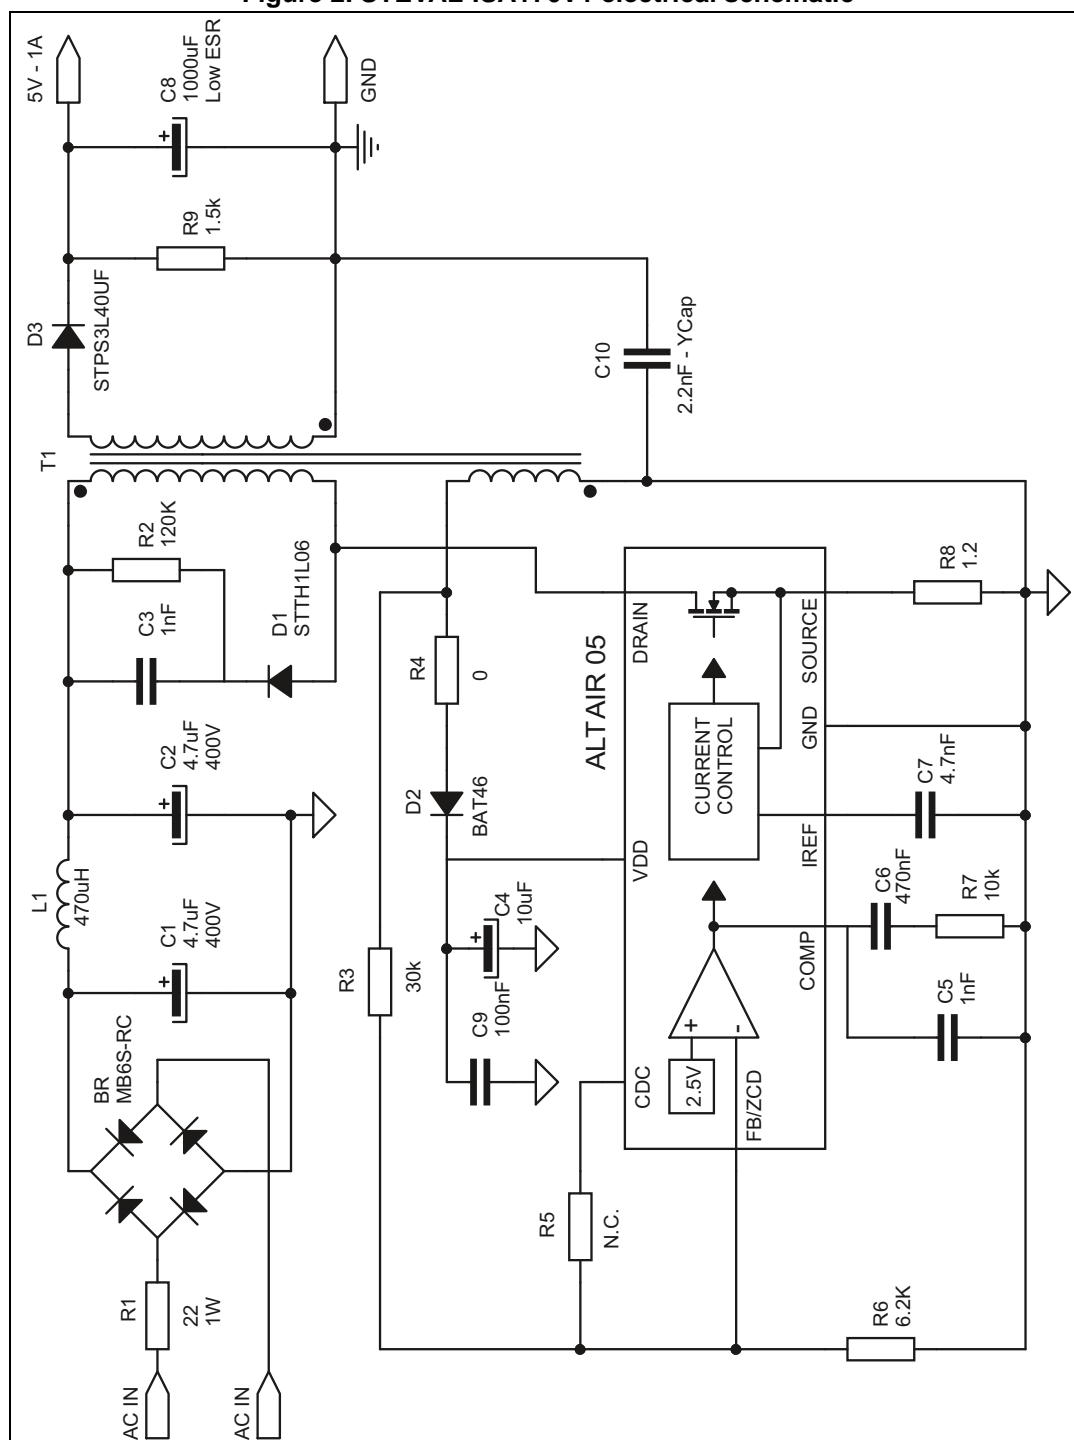 Figure 2. electrical schematic
5V - 1A
C8
1000uF
Low ESR
GND
R9
1.5k
D3
STPS3L40UF
C10
2.2nF - YCap
T1
R2
120K
C3
1nF
D1
STTH1L06
C2
4.7uF
400V
L1
470uH
C1
4.7uF
400V
BR
MB6S-RC
R1
22
1W
AC IN
AC IN
R4
0
D2
BAT46
R3
30k
C4
10uF
C9
100nF
R5
N.C.
ALTAIR 05
DRAIN
SOURCE
GND
IREF
COMP
VDD
CDC
FB/ZCD
CURRENT
CONTROL
2.5V
+
-
R8
1.2
C7
4.7nF
C6
470nF
R7
10k
C5
1nF
R6
6.2K